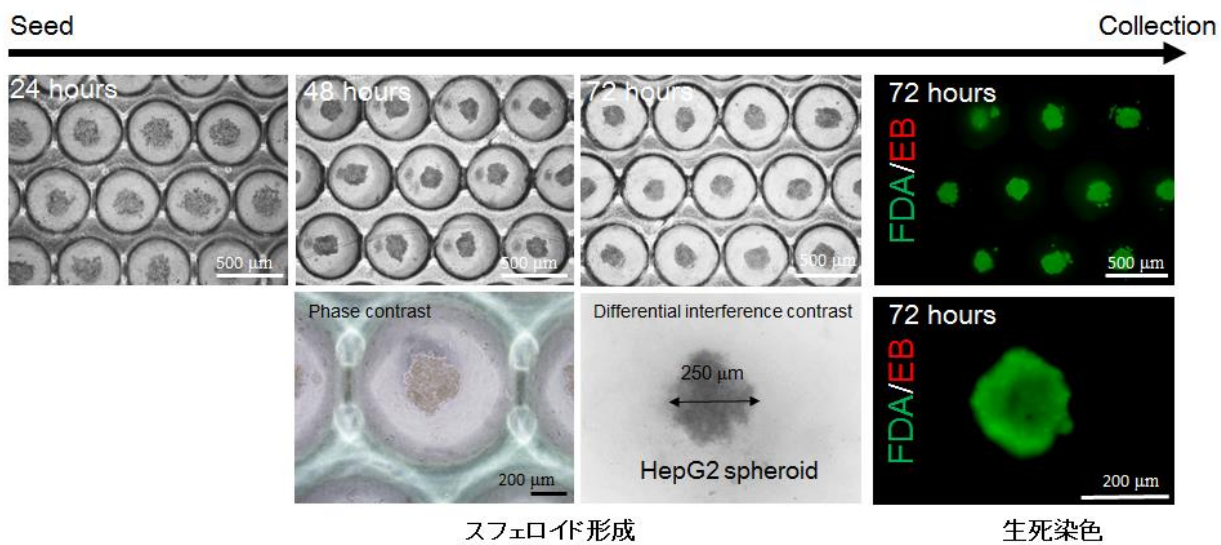 Seed
Collection
24 hours
500 μm
48 hours
500 μm
72 hours
500 μm
72 hours
FDA/EB
500 μm
Phase contrast
200 μm
Differential interference contrast
250 μm
HepG2 spheroid
72 hours
FDA/EB
200 μm
スフェロイド形成
生死染色